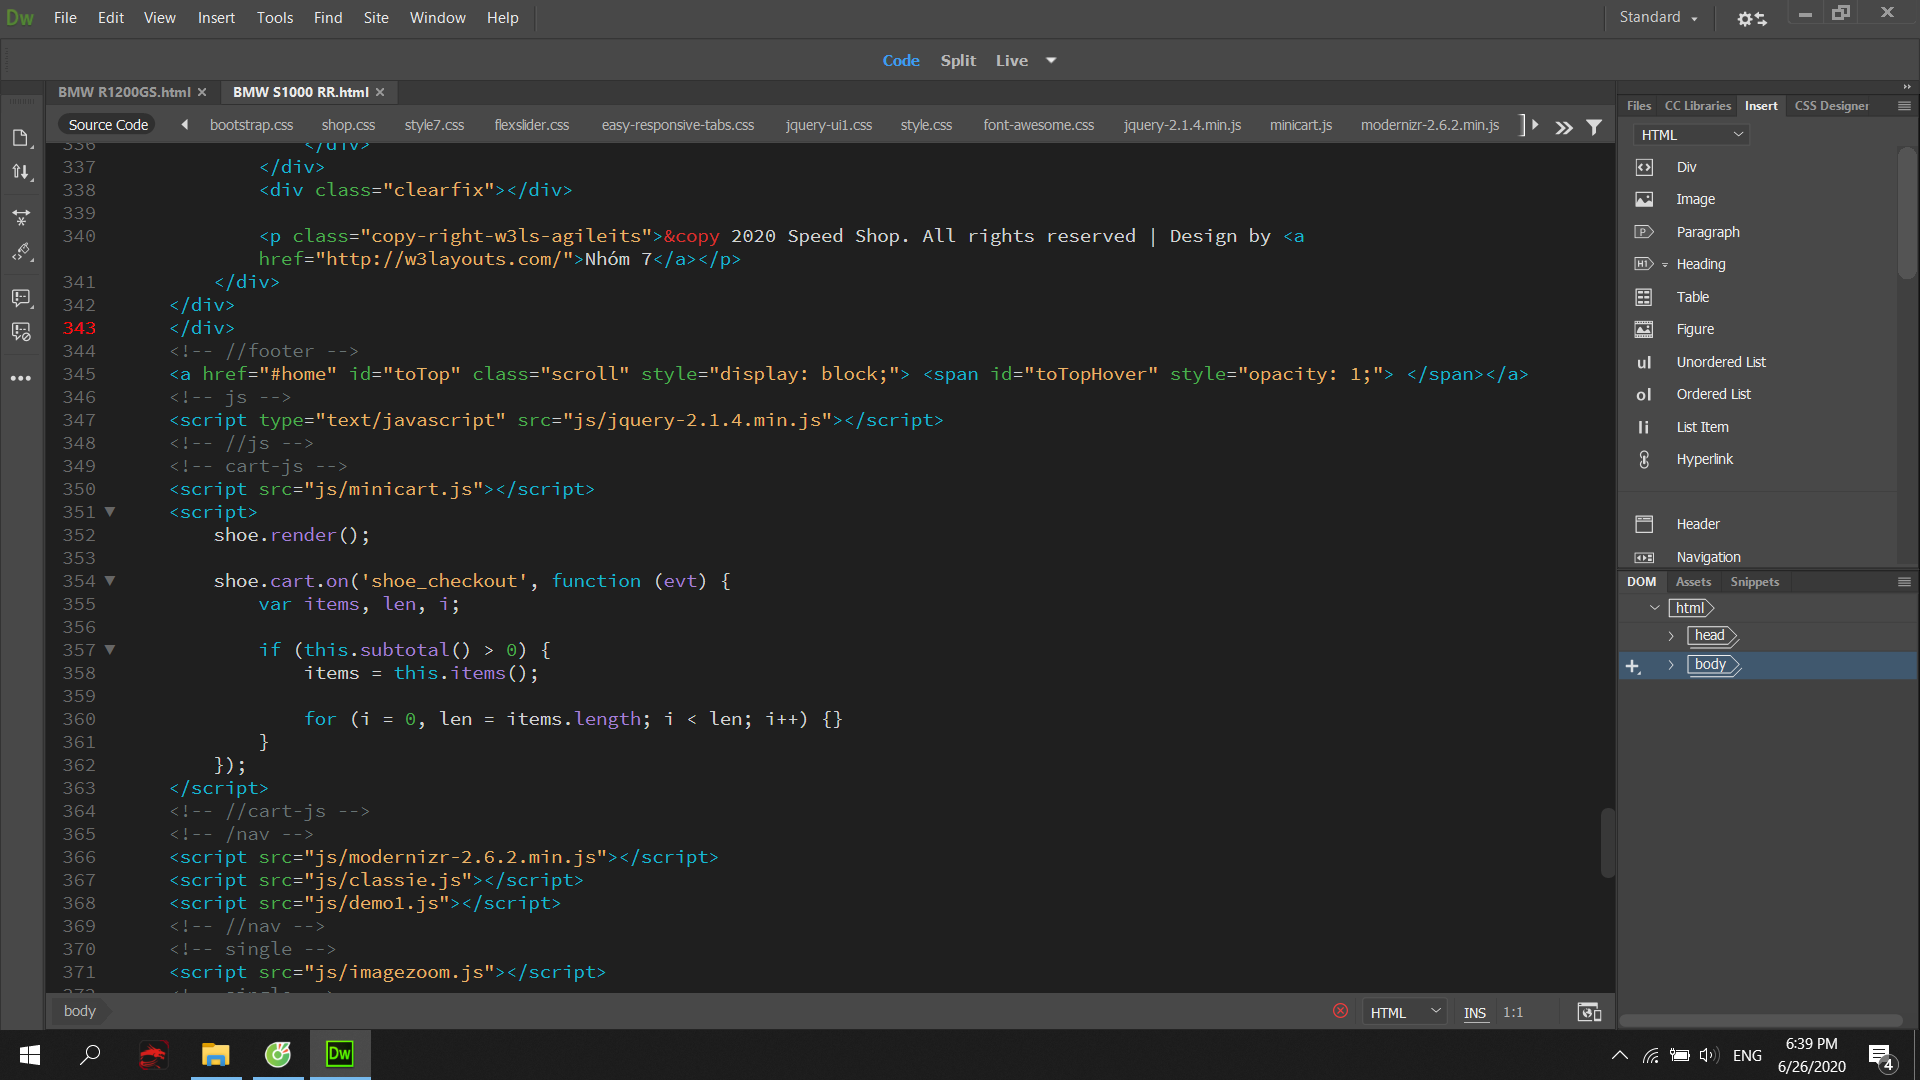 Dw File Edit View Insert Tools Find Site Window Help Standard
Code Split Live
BMW R1200GS.html × BMW S1000 RR.html ×
Source Code bootstrap.css shop.css style7.css flexslider.css easy-responsive-tabs.css jquery-ui1.css style.css font-awesome.css jquery-2.1.4.min.js minicart.js modernizr-2.6.2.min.js
336 </div>
337 </div>
338 <div class="clearfix"></div>
339
340 <p class="copy-right-w3ls-agileits">&copy 2020 Speed Shop. All rights reserved | Design by <a
href="http://w3layouts.com/">Nhóm 7</a></p>
341 </div>
342 </div>
343 </div>
344 <!-- //footer -->
345 <a href="#home" id="toTop" class="scroll" style="display: block;"> <span id="toTopHover" style="opacity: 1;"> </span></a>
346 <!-- js -->
347 <script type="text/javascript" src="js/jquery-2.1.4.min.js"></script>
348 <!-- //js -->
349 <!-- cart-js -->
350 <script src="js/minicart.js"></script>
351 <script>
352 shoe.render();
353
354 shoe.cart.on('shoe_checkout', function (evt) {
355 var items, len, i;
356
357 if (this.subtotal() > 0) {
358 items = this.items();
359
360 for (i = 0, len = items.length; i < len; i++) {}
361 }
362 });
363 </script>
364 <!-- //cart-js -->
365 <!-- /nav -->
366 <script src="js/modernizr-2.6.2.min.js"></script>
367 <script src="js/classie.js"></script>
368 <script src="js/demo1.js"></script>
369 <!-- //nav -->
370 <!-- single -->
371 <script src="js/imagezoom.js"></script>
body HTML INS 1:1
Files CC Libraries Insert CSS Designer
HTML
Div
Image
Paragraph
H1 Heading
Table
Figure
ul Unordered List
ol Ordered List
li List Item
Hyperlink
Header
Navigation
DOM Assets Snippets
html
head
body
Dw ENG
6:39 PM
6/26/2020
4